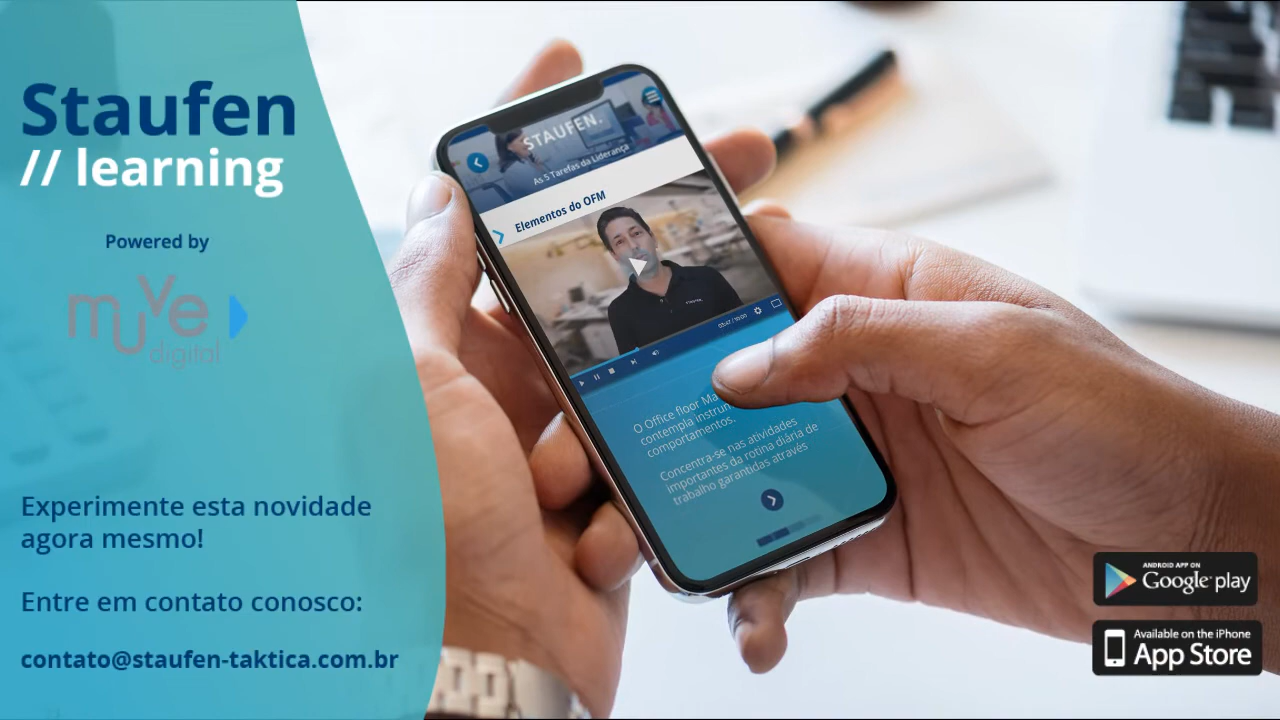 Staufen
// learning
Powered by
muve
digital
Experimente esta novidade
agora mesmo!
Entre em contato conosco:
contato@staufen-taktica.com.br
STAUFEN.
As 5 Tarefas da Liderança
Elementos do OFM
O Office floor Ma
contempla instrun
comportamentos.
Concentra-se nas atividades
importantes da rotina diária de
trabalho garantidas através
ANDROID APP ON
Google play
Available on the iPhone
App Store